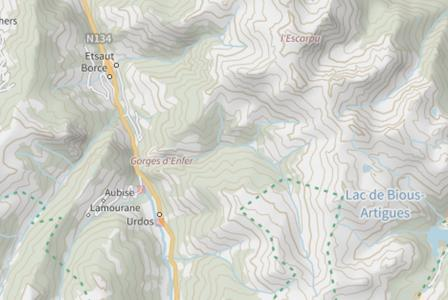 hers
N134
l'Escarpu
Etsaut
Borce
Gorges d'Enfer
Aubise
Lamourane
Urdos
Lac de Bious-
Artigues